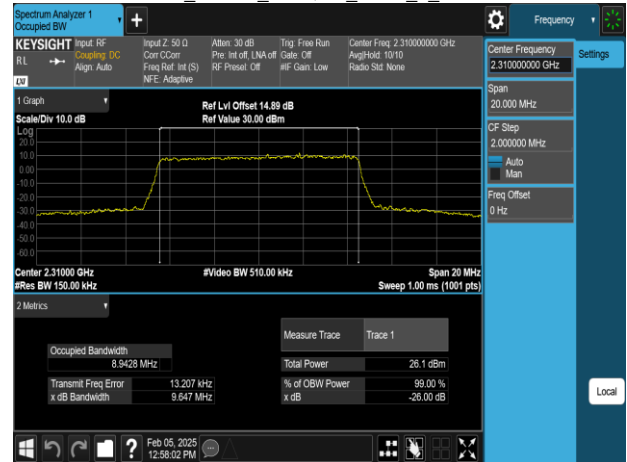 Spectrum Analyzer 1
Occupied BW
Frequency
KEYSIGHT
RL
LXI
Input: RF
Coupling: DC
Align: Auto
Input Z: 50 Ω
Corr CCorr
Freq Ref: Int (S)
NFE: Adaptive
Atten: 30 dB
Pre: Int off, LNA off
RF Preset: Off
Trig: Free Run
Gate: Off
#IF Gain: Low
Center Freq: 2.310000000 GHz
Avg|Hold: 10/10
Radio Std: None
Center Frequency
2.310000000 GHz
Settings
Span
20.000 MHz
CF Step
2.000000 MHz
Auto
Man
Freq Offset
0 Hz
Local
1 Graph
Scale/Div 10.0 dB
Ref Lvl Offset 14.89 dB
Ref Value 30.00 dBm
Log
20.0
10.0
0.00
-10.0
-20.0
-30.0
-40.0
-50.0
-60.0
Center 2.31000 GHz
#Video BW 510.00 kHz
Span 20 MHz
#Res BW 150.00 kHz
Sweep 1.00 ms (1001 pts)
2 Metrics
Measure Trace Trace 1
Occupied Bandwidth
8.9428 MHz
Total Power 26.1 dBm
Transmit Freq Error 13.207 kHz
% of OBW Power 99.00 %
x dB Bandwidth 9.647 MHz
x dB -26.00 dB
?
Feb 05, 2025
12:58:02 PM